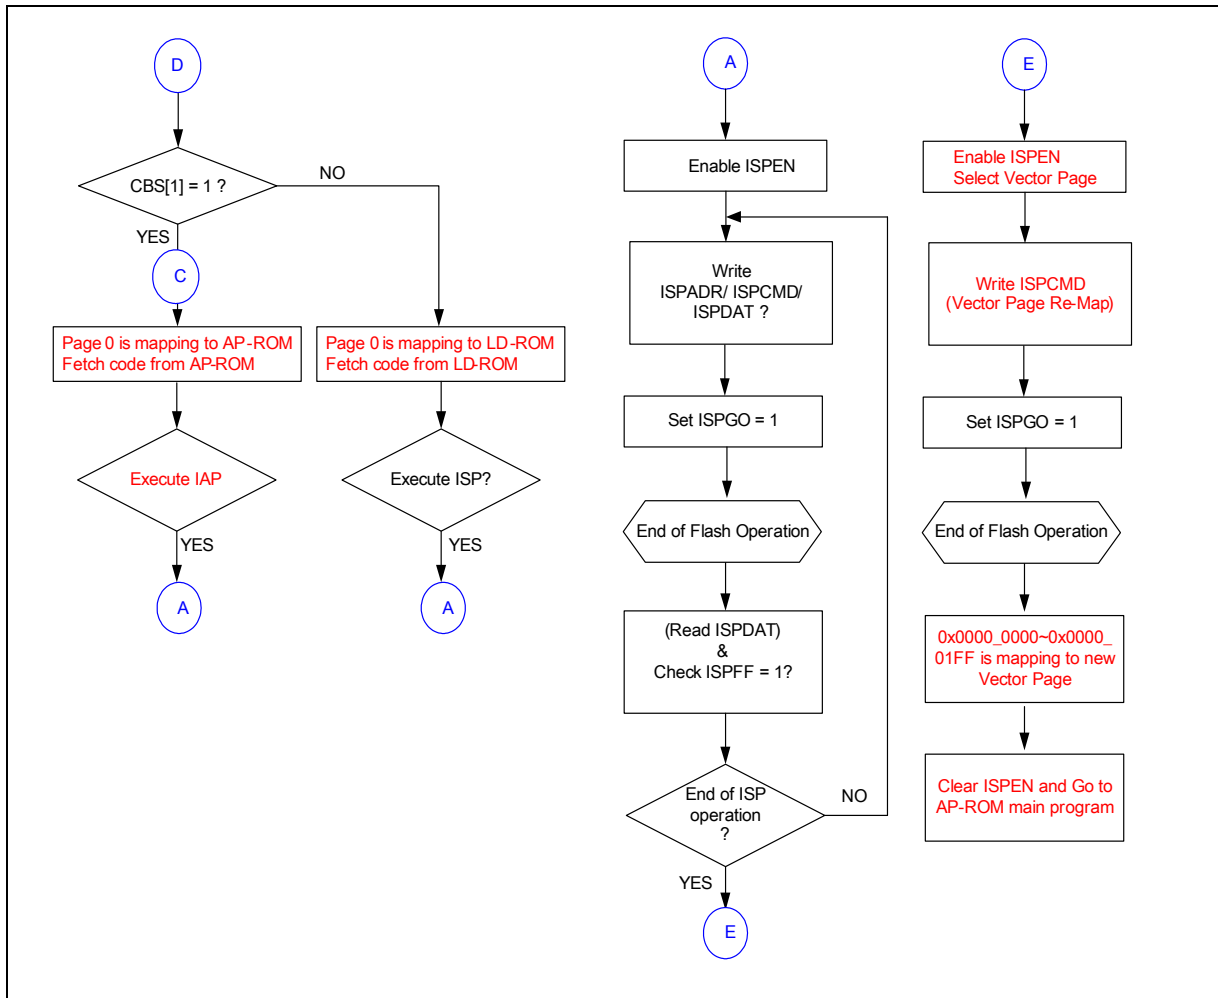 D
CBS[1] = 1 ?
NO
YES
C
Page 0 is mapping to AP-ROM
Fetch code from AP-ROM
Page 0 is mapping to LD-ROM
Fetch code from LD-ROM
Execute IAP
Execute ISP?
YES
YES
A
A
A
Enable ISPEN
Write
ISPADR/ ISPCMD/
ISPDAT ?
Set ISPGO = 1
End of Flash Operation
(Read ISPDAT)
&
Check ISPFF = 1?
End of ISP
operation
?
NO
YES
E
E
Enable ISPEN
Select Vector Page
Write ISPCMD
(Vector Page Re-Map)
Set ISPGO = 1
End of Flash Operation
0x0000_0000~0x0000_
01FF is mapping to new
Vector Page
Clear ISPEN and Go to
AP-ROM main program